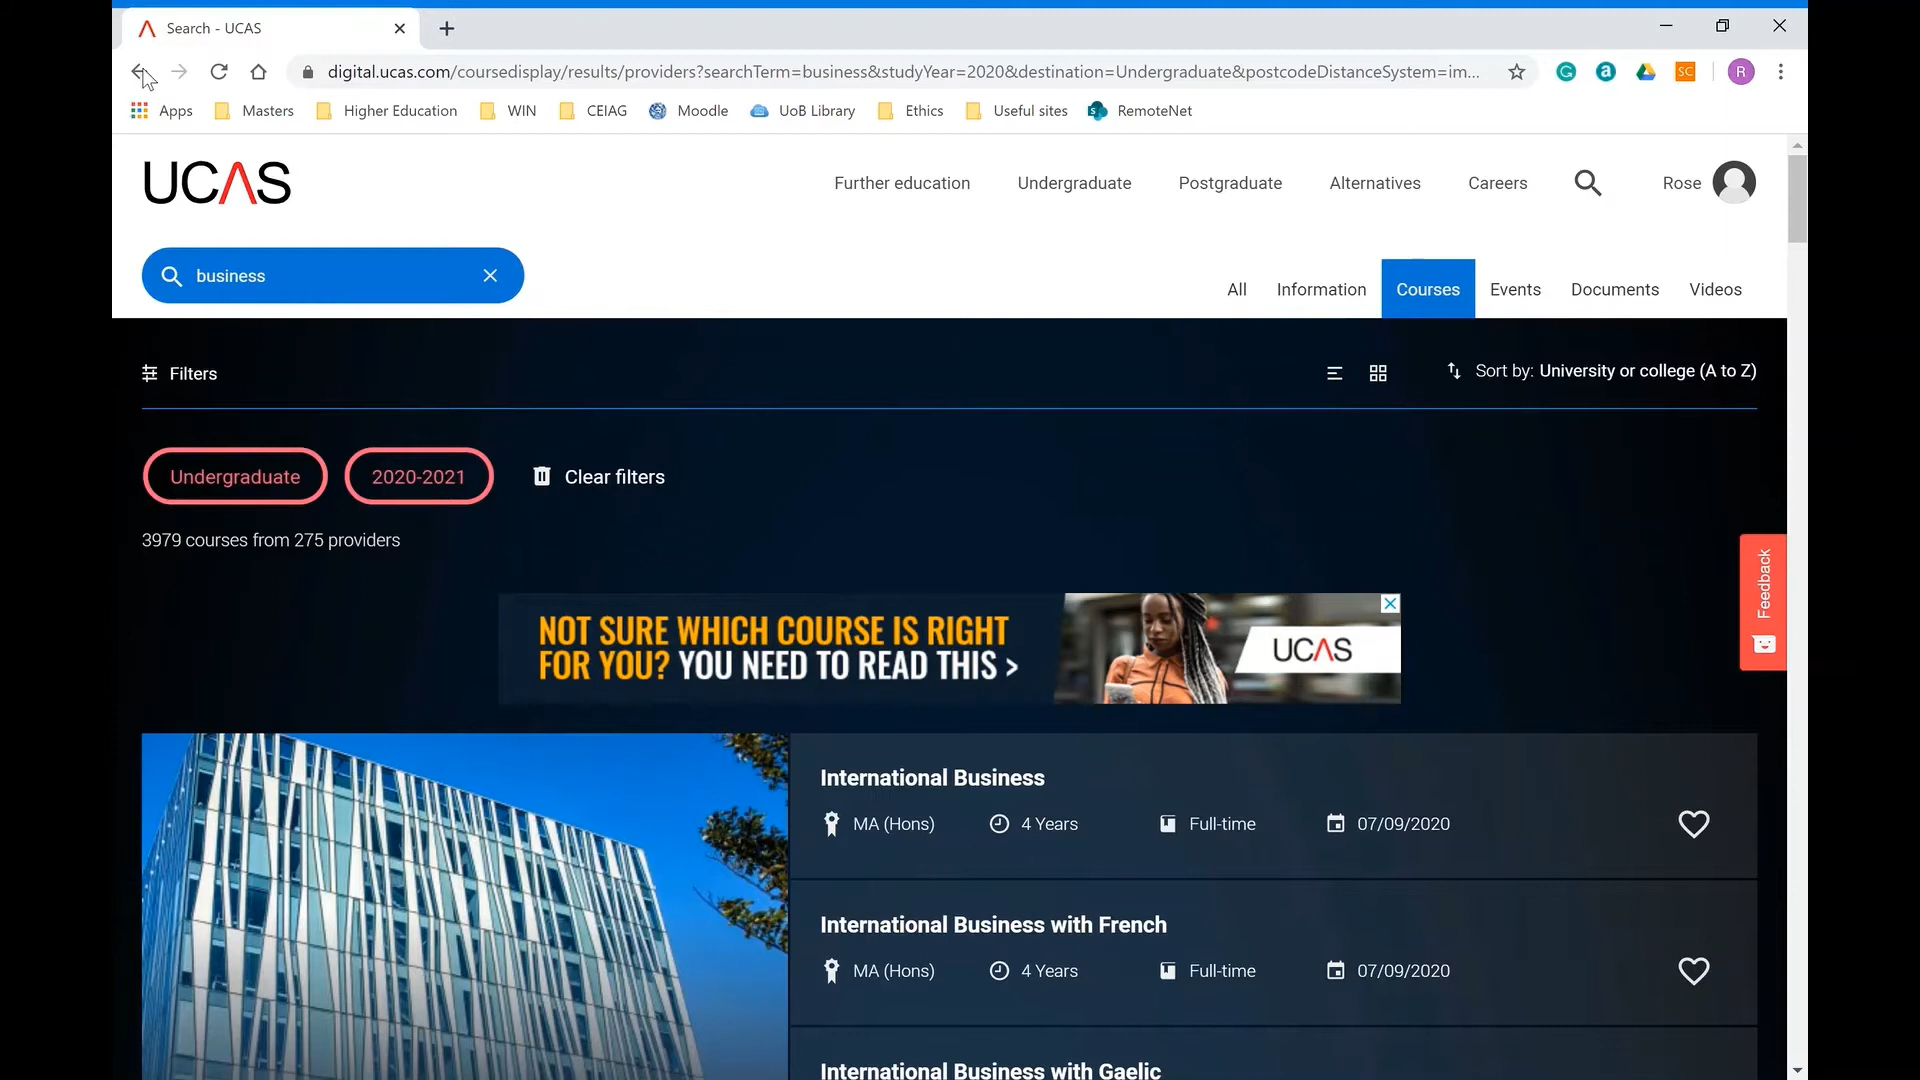 Search - UCAS
digital.ucas.com/coursedisplay/results/providers?searchTerm=business&studyYear=2020&destination=Undergraduate&postcodeDistanceSystem=im...
SC
R
Apps
Masters
Higher Education
WIN
CEIAG
Moodle
UoB Library
Ethics
Useful sites
RemoteNet
UCAS
Further education
Undergraduate
Postgraduate
Alternatives
Careers
Rose
business
All
Information
Courses
Events
Documents
Videos
Filters
Sort by: University or college (A to Z)
Undergraduate
2020-2021
Clear filters
3979 courses from 275 providers
Feedback
NOT SURE WHICH COURSE IS RIGHT
FOR YOU? YOU NEED TO READ THIS >
UCAS
International Business
MA (Hons)
4 Years
Full-time
07/09/2020
International Business with French
MA (Hons)
4 Years
Full-time
07/09/2020
International Business with Gaelic